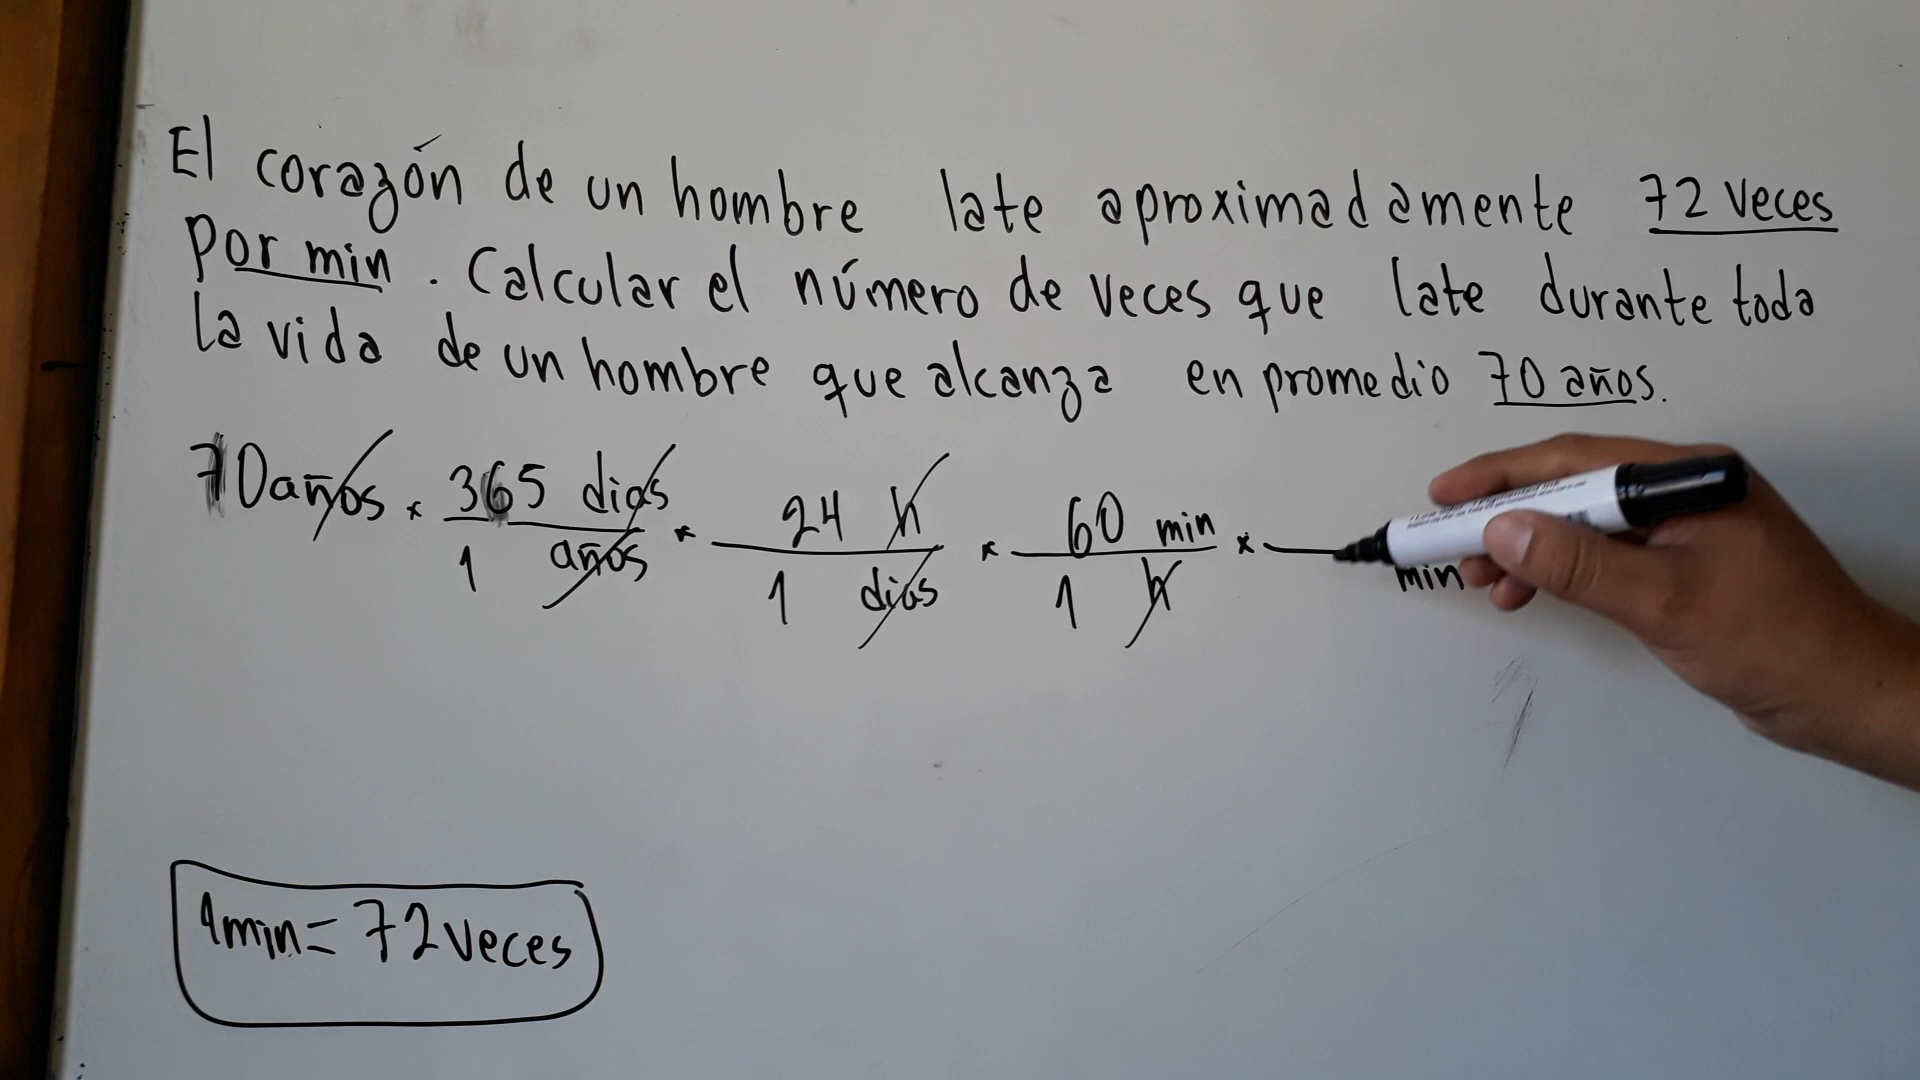 El corazón de un hombre late aproximadamente 72 veces
por min. Calcular el número de veces que late durante toda
la vida de un hombre que alcanza en promedio 70 años.
70 años × 365 dias × 24 h × 60 min ×
1 años 1 dias 1 h min
1min = 72 veces